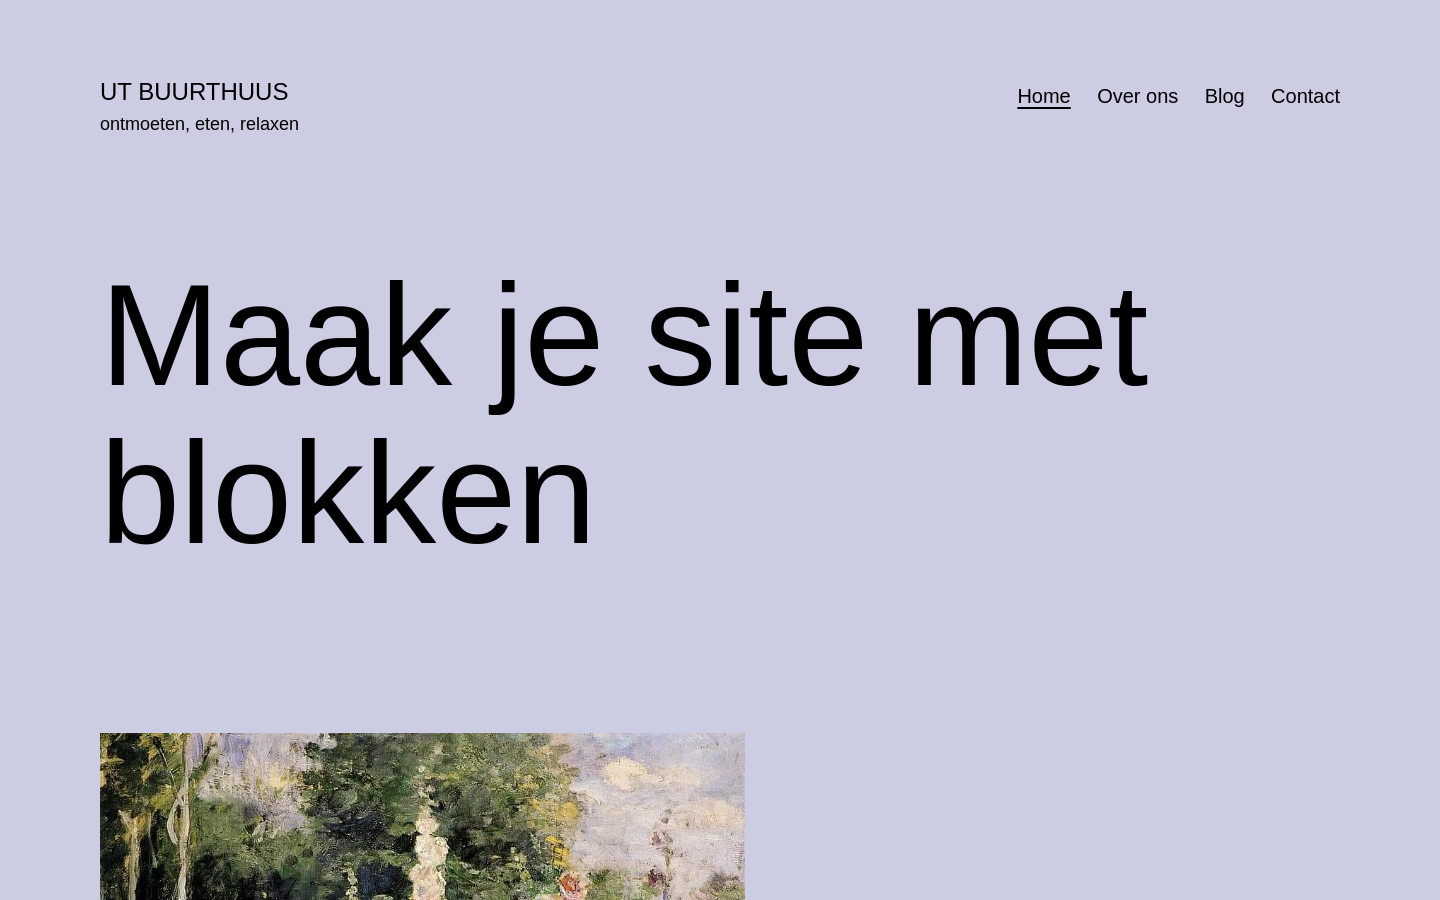 UT BUURTHUUS
ontmoeten, eten, relaxen
Home Over ons Blog Contact
Maak je site met
blokken